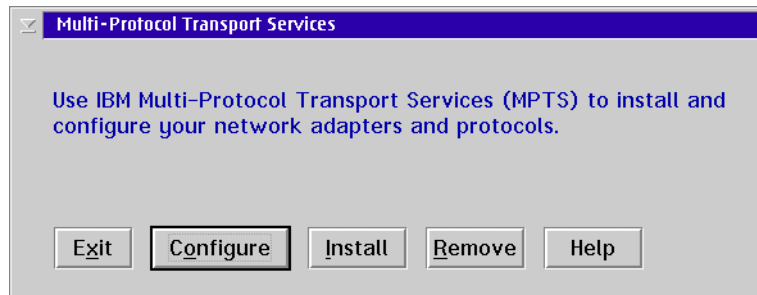 Multi-Protocol Transport Services
Use IBM Multi-Protocol Transport Services (MPTS) to install and
configure your network adapters and protocols.
Exit Configure Install Remove Help